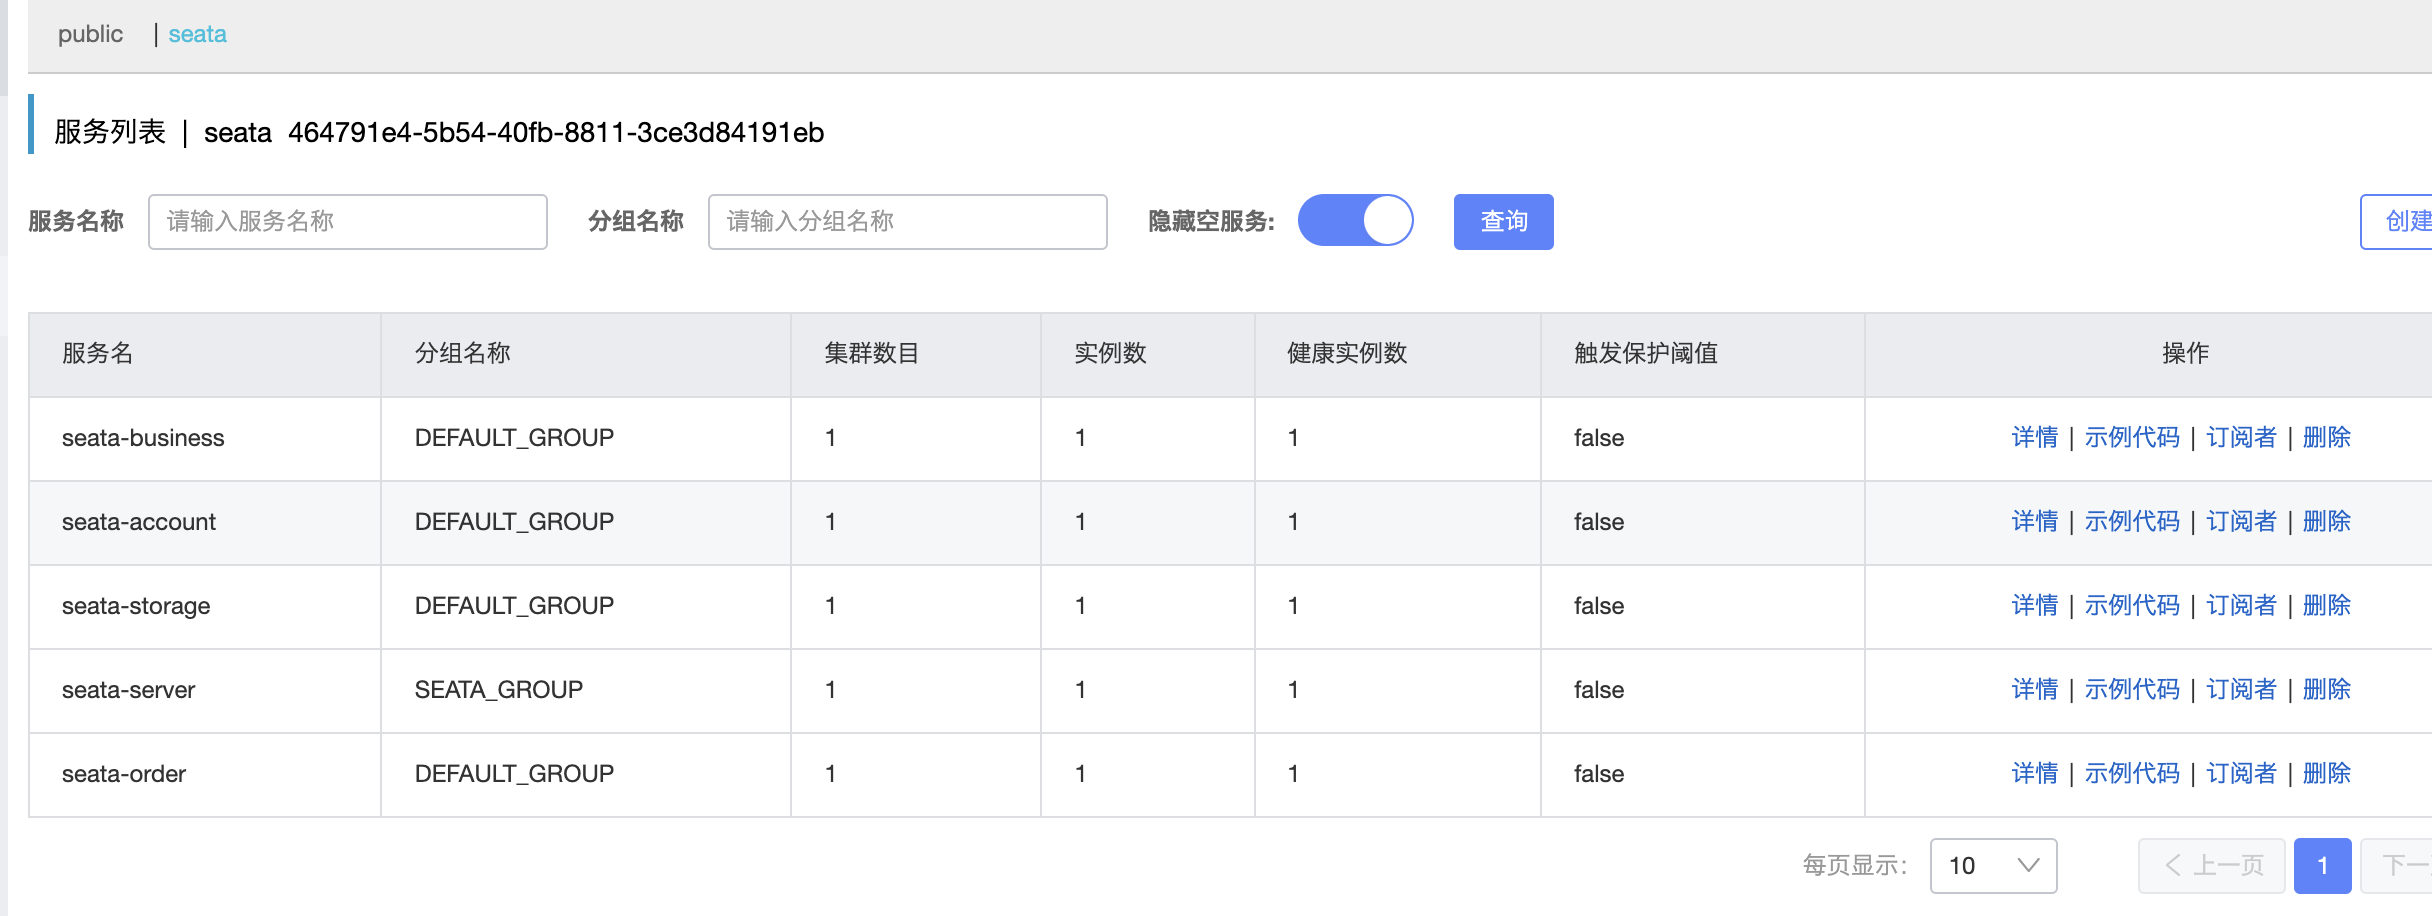 public | seata
服务列表 | seata 464791e4-5b54-40fb-8811-3ce3d84191eb
服务名称 请输入服务名称 分组名称 请输入分组名称 隐藏空服务: 查询 创建
服务名 分组名称 集群数目 实例数 健康实例数 触发保护阈值 操作
seata-business DEFAULT_GROUP 1 1 1 false 详情 | 示例代码 | 订阅者 | 删除
seata-account DEFAULT_GROUP 1 1 1 false 详情 | 示例代码 | 订阅者 | 删除
seata-storage DEFAULT_GROUP 1 1 1 false 详情 | 示例代码 | 订阅者 | 删除
seata-server SEATA_GROUP 1 1 1 false 详情 | 示例代码 | 订阅者 | 删除
seata-order DEFAULT_GROUP 1 1 1 false 详情 | 示例代码 | 订阅者 | 删除
每页显示: 10 上一页 1 下一